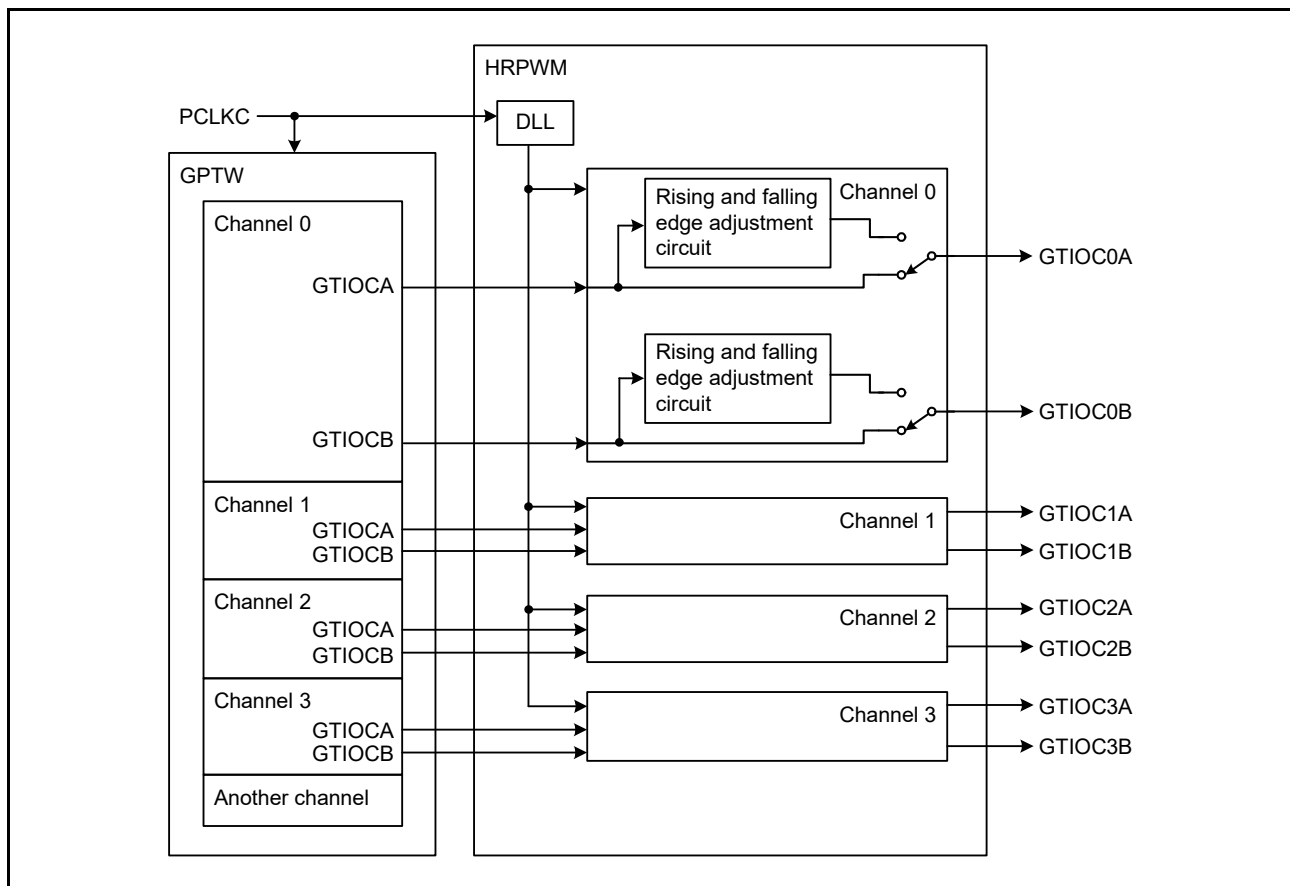 HRPWM
PCLKC
DLL
GPTW
Channel 0
GTIOCA
GTIOCB
Channel 1
GTIOCA
GTIOCB
Channel 2
GTIOCA
GTIOCB
Channel 3
GTIOCA
GTIOCB
Another channel
Channel 0
Rising and falling
edge adjustment
circuit
Rising and falling
edge adjustment
circuit
Channel 1
Channel 2
Channel 3
GTIOC0A
GTIOC0B
GTIOC1A
GTIOC1B
GTIOC2A
GTIOC2B
GTIOC3A
GTIOC3B